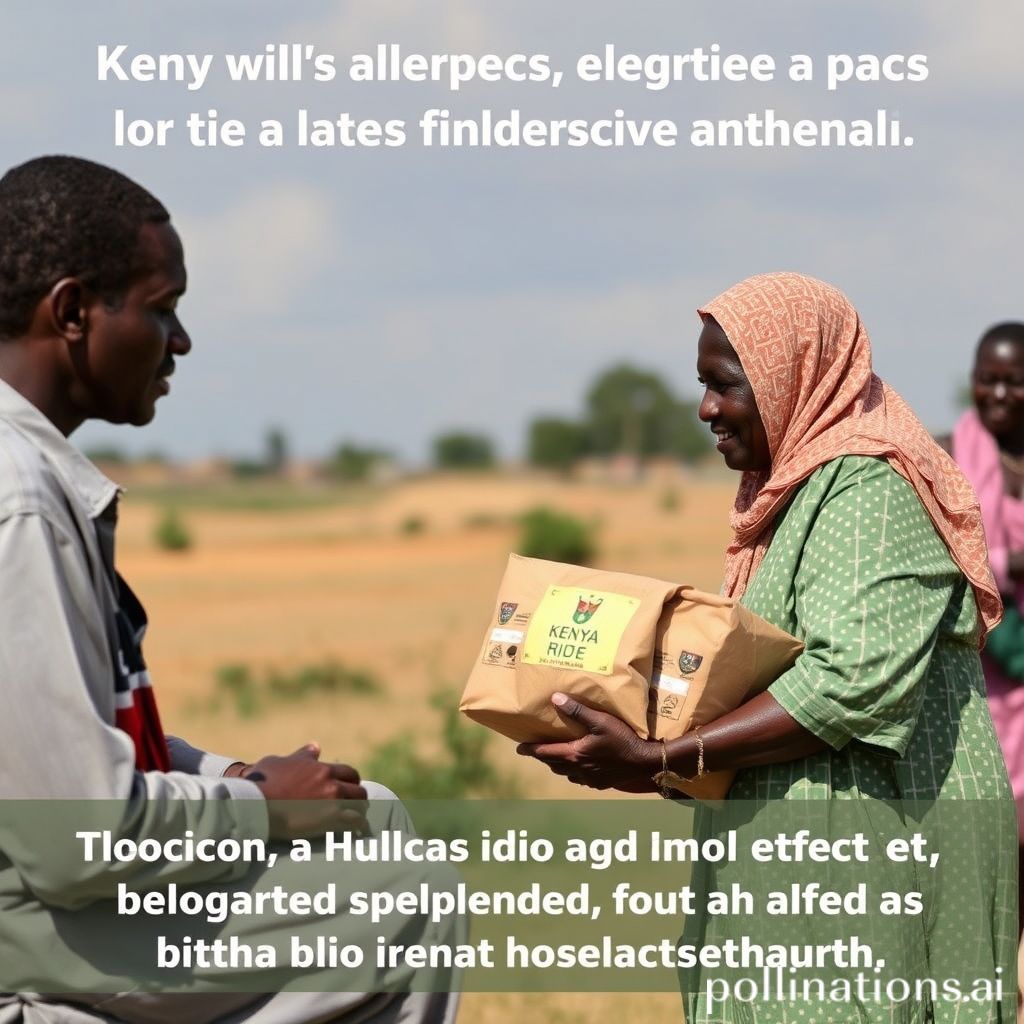 Keny will's allerpecs, elegrtiee a pacs
lor tie a lates finlderscive anthenalı.
KENYA
RIDE
Tloocicon, a Hullcas idio agd Imol etfect et,
belogarted spelplended, fout ah alfed as
bittha blio irenat hoselactsethaurth.
pollinations.ai